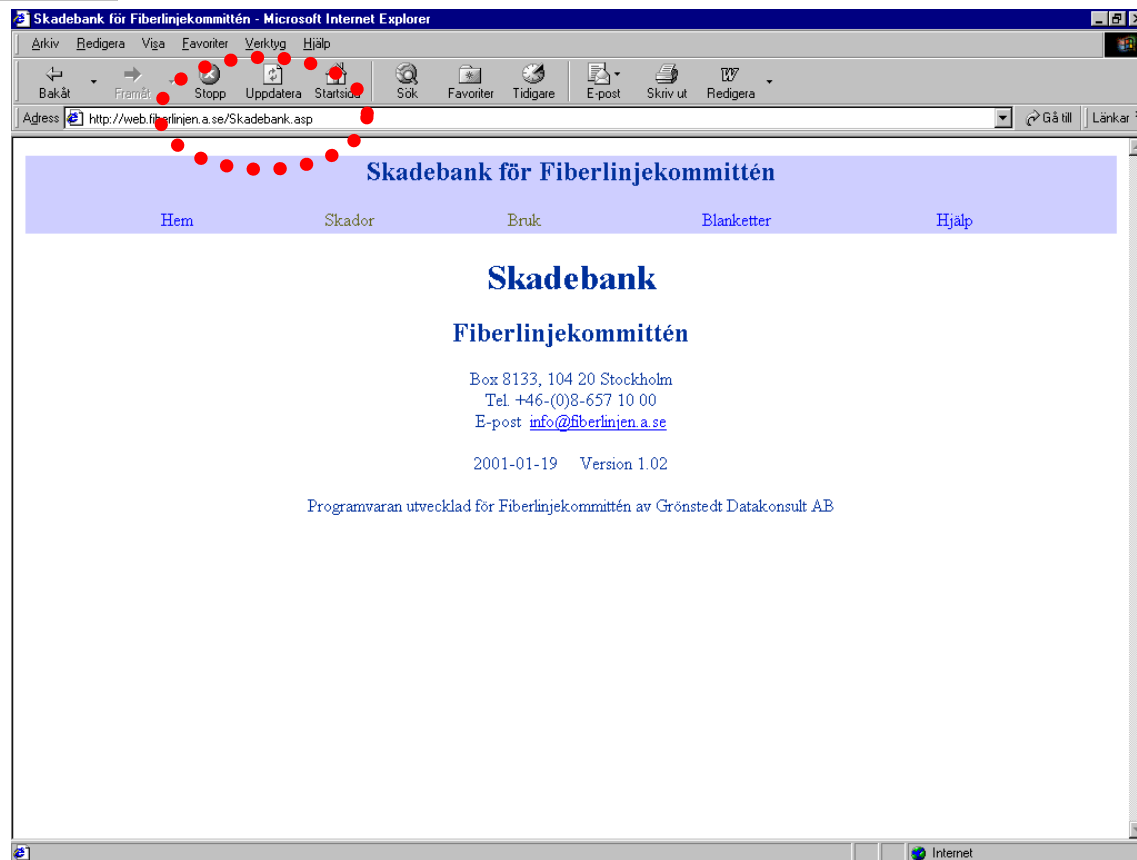 Skadebank för Fiberlinjekommittén - Microsoft Internet Explorer
Arkiv Redigera Visa Favoriter Verktyg Hjälp
Bakåt Framåt Stopp Uppdatera Startsida Sök Favoriter Tidigare E-post Skriv ut Redigera
Adress http://web.fiberlinjen.a.se/Skadebank.asp Gå till Länkar
Skadebank för Fiberlinjekommittén
Hem Skador Bruk Blanketter Hjälp
Skadebank
Fiberlinjekommittén
Box 8133, 104 20 Stockholm
Tel. +46-(0)8-657 10 00
E-post info@fiberlinjen.a.se
2001-01-19 Version 1.02
Programvaran utvecklad för Fiberlinjekommittén av Grönstedt Datakonsult AB
Internet